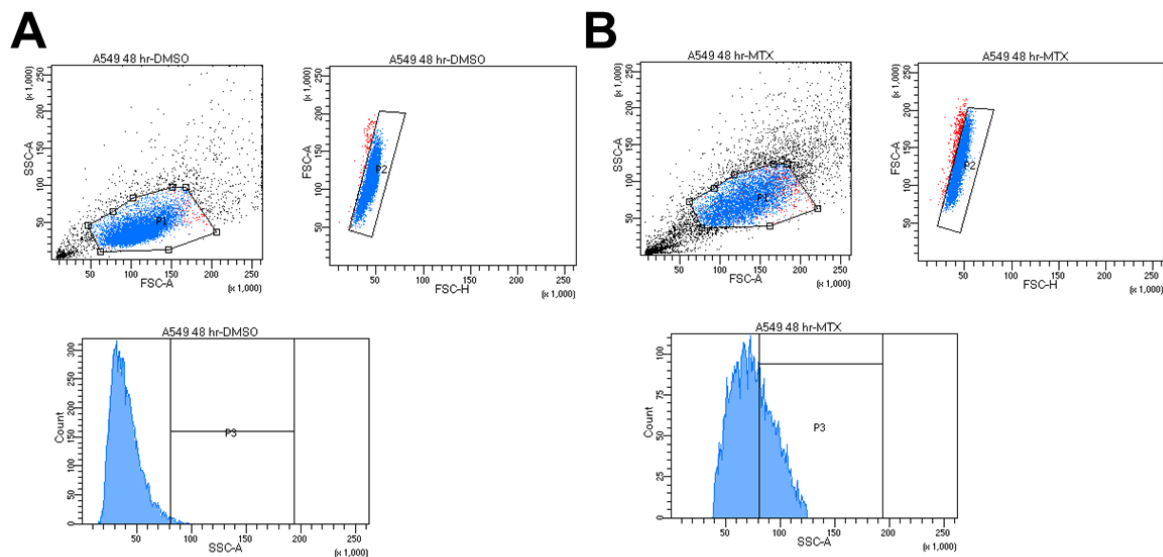 A
A549 48 hr-DMSO
(x 1,000)
250
200
150
100
50
SSC-A
P1
50 100 150 200 250
FSC-A
(x 1,000)
A549 48 hr-DMSO
(x 1,000)
250
200
150
100
50
FSC-A
P2
50 100 150 200 250
FSC-H
(x 1,000)
A549 48 hr-DMSO
300
250
200
150
100
50
0
Count
P3
50 100 150 200 250
SSC-A
(x 1,000)
B
A549 48 hr-MTX
(x 1,000)
250
200
150
100
50
SSC-A
P1
50 100 150 200 250
FSC-A
(x 1,000)
A549 48 hr-MTX
(x 1,000)
250
200
150
100
50
FSC-A
P2
50 100 150 200 250
FSC-H
(x 1,000)
A549 48 hr-MTX
100
75
50
25
0
Count
P3
50 100 150 200 250
SSC-A
(x 1,000)